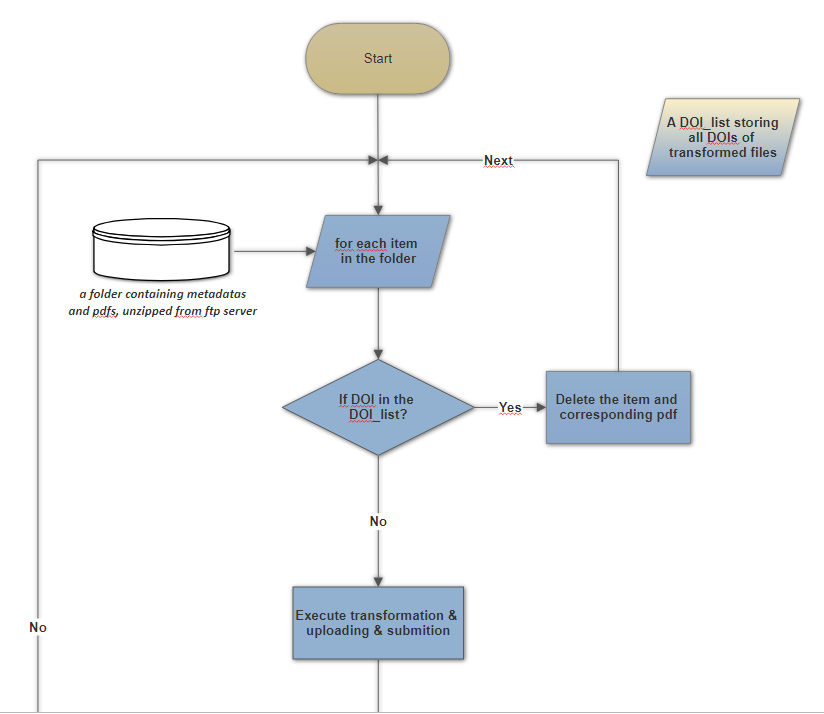 Start
A DOI_list storing
all DOIs of
transformed files
Next
for each item
in the folder
a folder containing metadatas
and pdfs, unzipped from ftp server
If DOI in the
DOI_list?
Yes
Delete the item and
corresponding pdf
No
Execute transformation &
uploading & submition
No